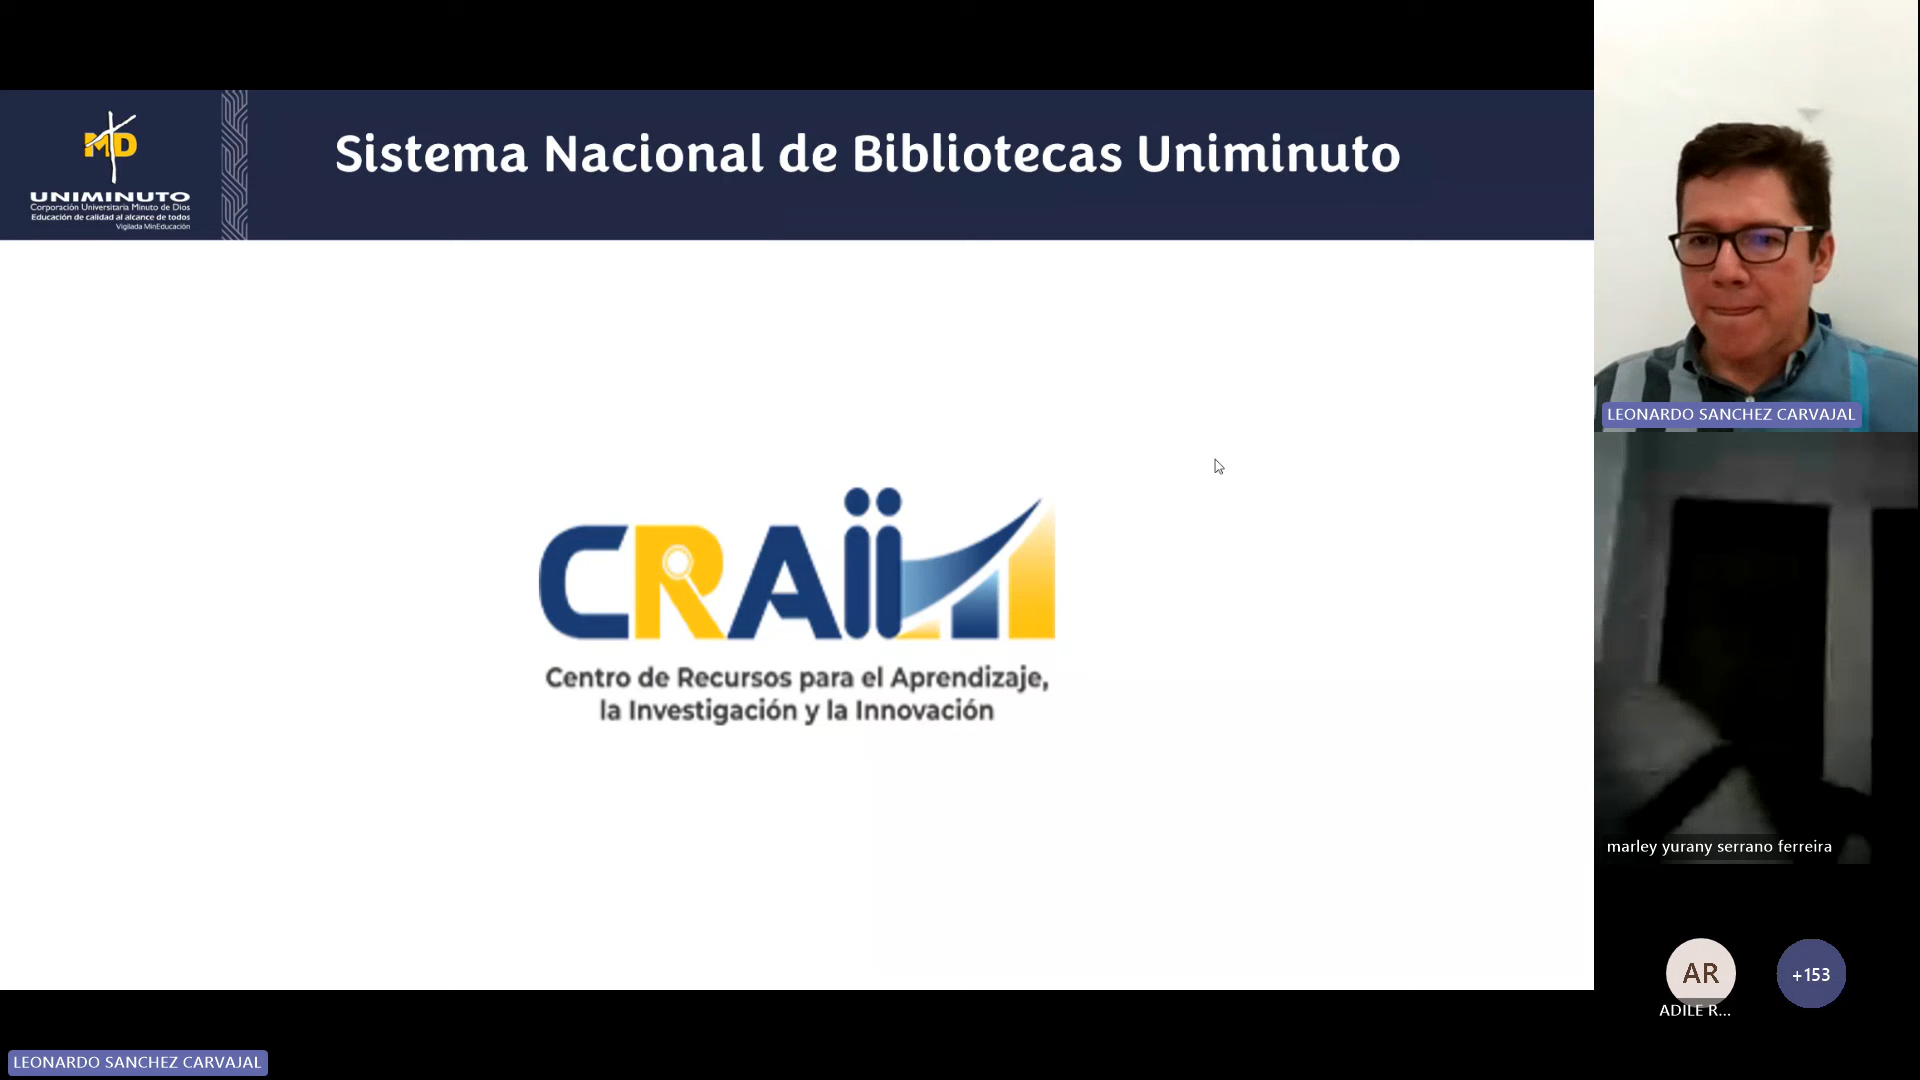 MD
UNIMINUTO
Corporación Universitaria Minuto de Dios
Educación de calidad al alcance de todos
Vigilada MinEducación
Sistema Nacional de Bibliotecas Uniminuto
CRAII
Centro de Recursos para el Aprendizaje,
la Investigación y la Innovación
LEONARDO SANCHEZ CARVAJAL
marley yurany serrano ferreira
AR
ADILE R...
+153
LEONARDO SANCHEZ CARVAJAL